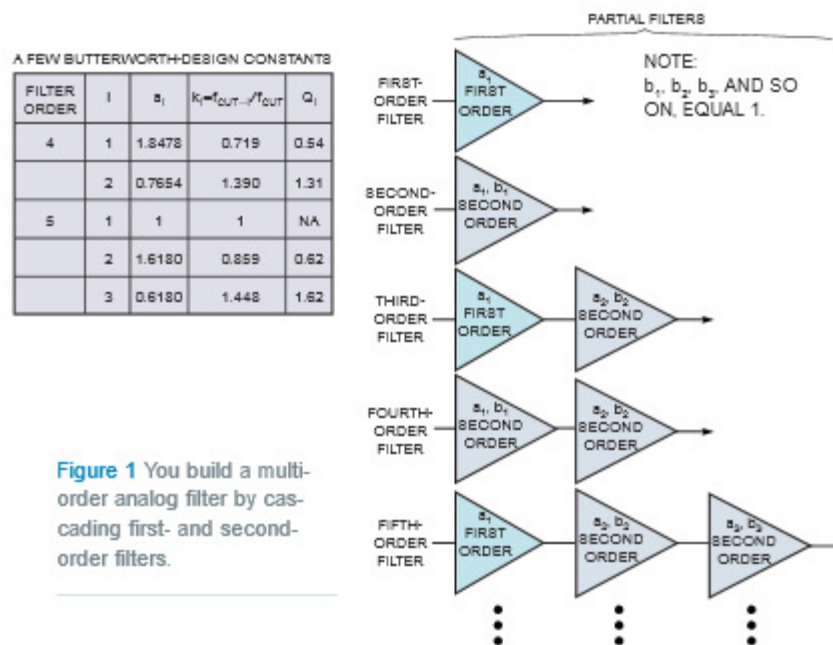 A FEW BUTTERWORTH-DESIGN CONSTANTS
FILTER ORDER I aᵢ kᵢ=f_CUT–I/f_CUT Qᵢ
4 1 1.8478 0.719 0.54
2 0.7654 1.390 1.31
5 1 1 1 NA
2 1.6180 0.859 0.62
3 0.6180 1.448 1.62
Figure 1 You build a multi-
order analog filter by cas-
cading first- and second-
order filters.
PARTIAL FILTERS
NOTE:
b₁, b₂, b₃, AND SO
ON, EQUAL 1.
FIRST-
ORDER
FILTER
a₁
FIRST
ORDER
SECOND-
ORDER
FILTER
a₁, b₁
SECOND
ORDER
THIRD-
ORDER
FILTER
a₁
FIRST
ORDER
a₂, b₂
SECOND
ORDER
FOURTH-
ORDER
FILTER
a₁, b₁
SECOND
ORDER
a₂, b₂
SECOND
ORDER
FIFTH-
ORDER
FILTER
a₁
FIRST
ORDER
a₂, b₂
SECOND
ORDER
a₃, b₃
SECOND
ORDER